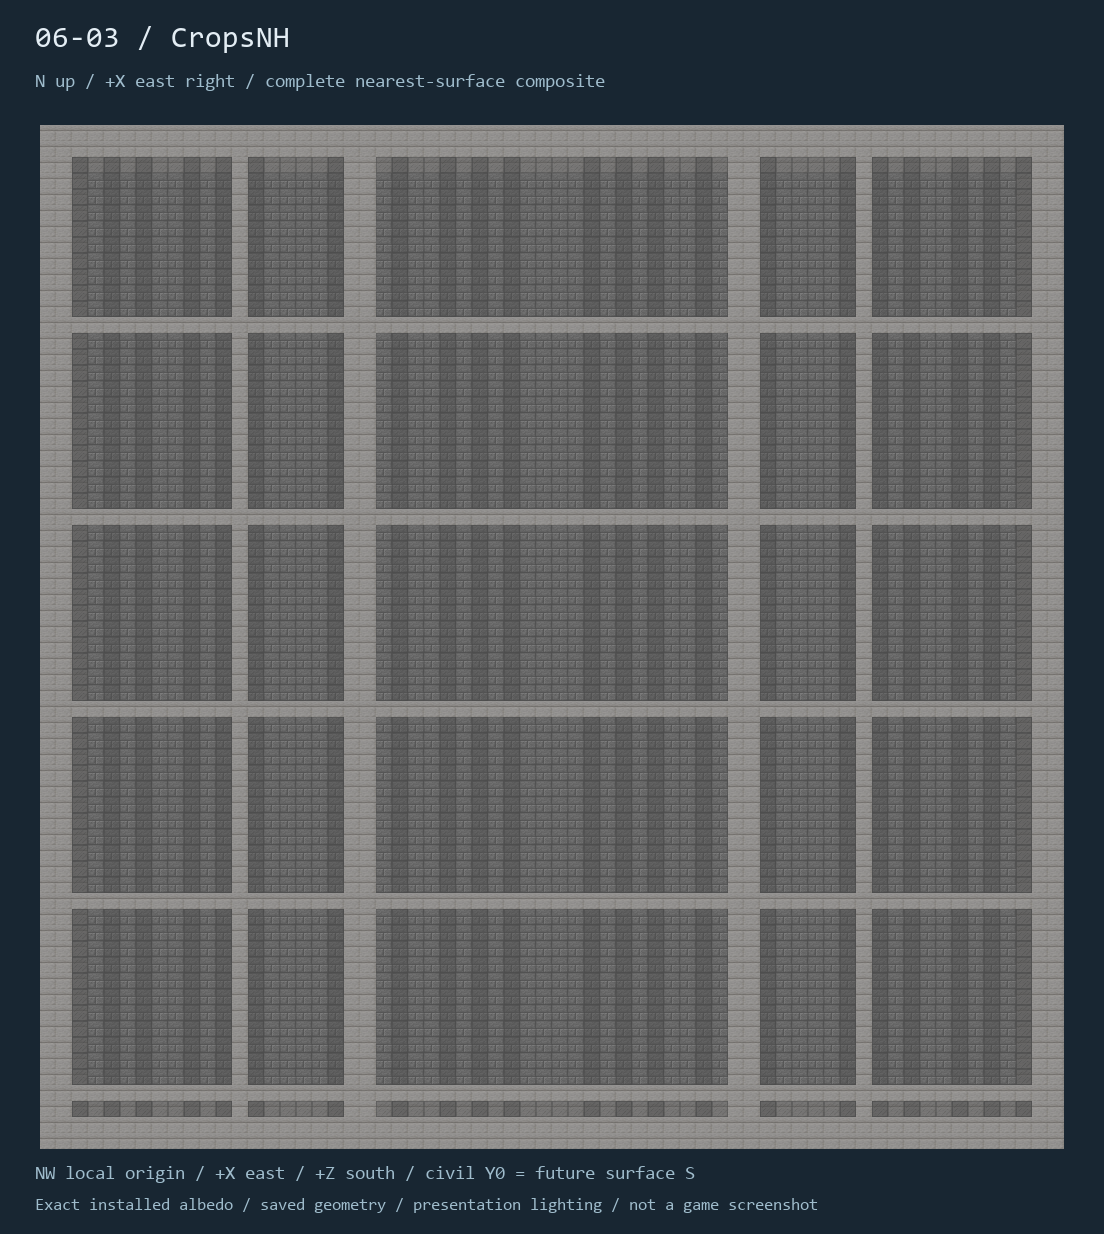 06-03 / CropsNH
N up / +X east right / complete nearest-surface composite
NW local origin / +X east / +Z south / civil Y0 = future surface S
Exact installed albedo / saved geometry / presentation lighting / not a game screenshot